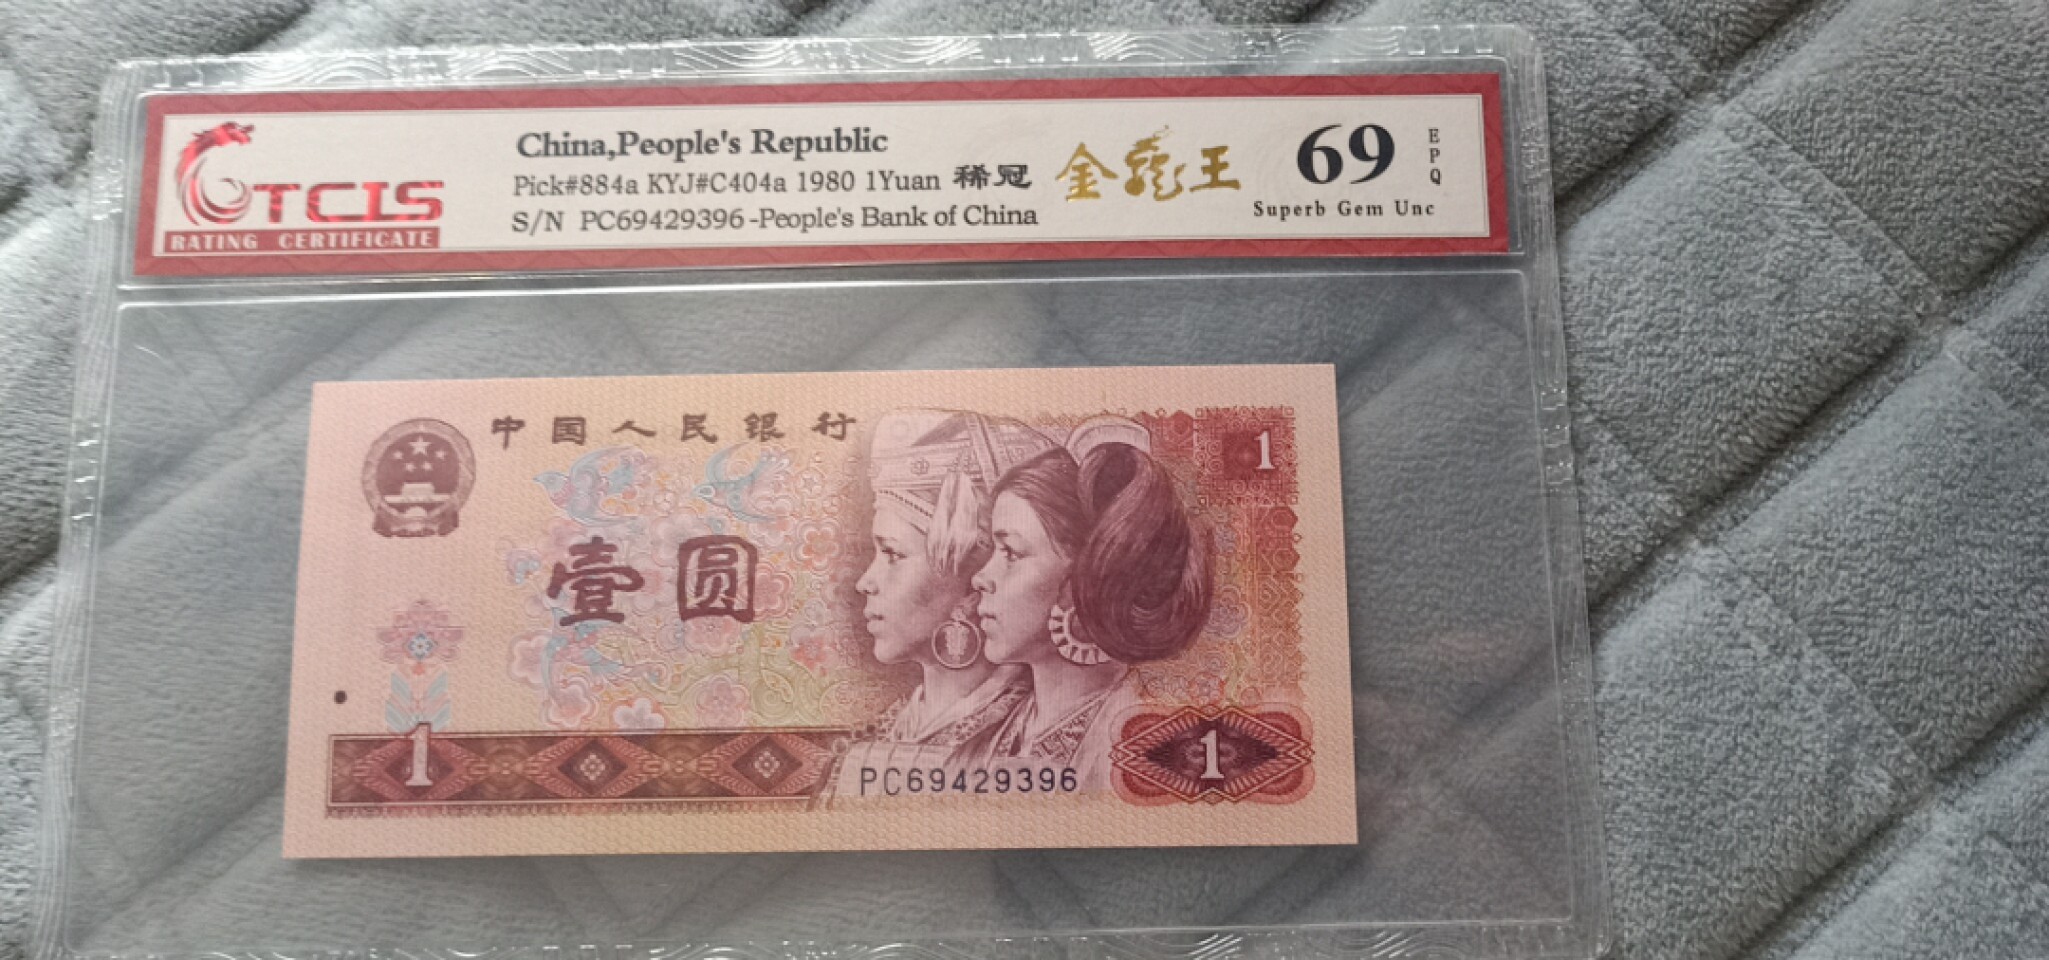 China,People's Republic
Pick#884a KYJ#C404a 1980 1Yuan 稀冠
S/N PC69429396-People's Bank of China
金龍王
69
EPQ
Superb Gem Unc
TCIS
RATING CERTIFICATE
中国人民银行
1
壹圆
1
PC69429396
1